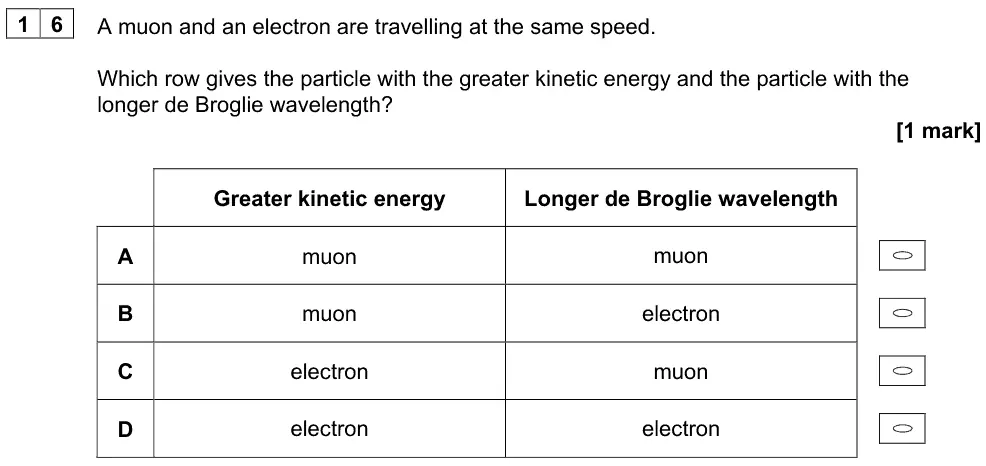 1 6 A muon and an electron are travelling at the same speed.
Which row gives the particle with the greater kinetic energy and the particle with the
longer de Broglie wavelength?
[1 mark]
Greater kinetic energy Longer de Broglie wavelength
A muon muon
B muon electron
C electron muon
D electron electron